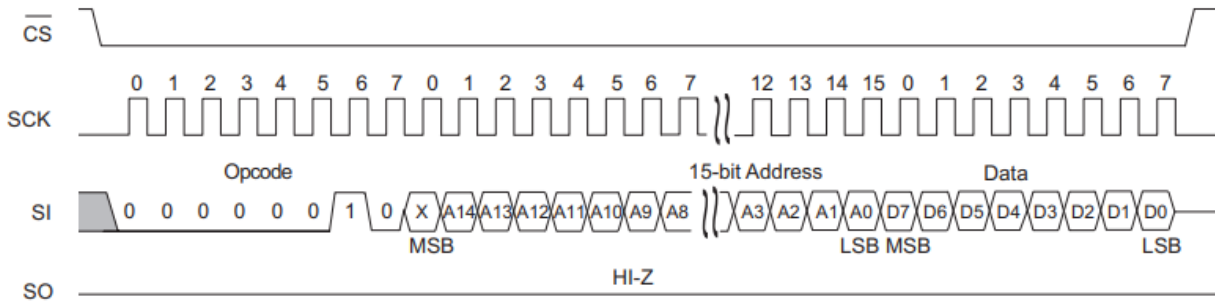 CS
0 1 2 3 4 5 6 7 0 1 2 3 4 5 6 7 12 13 14 15 0 1 2 3 4 5 6 7
SCK
Opcode 15-bit Address Data
SI 0 0 0 0 0 0 1 0 X A14 A13 A12 A11 A10 A9 A8 A3 A2 A1 A0 D7 D6 D5 D4 D3 D2 D1 D0
MSB LSB MSB LSB
HI-Z
SO